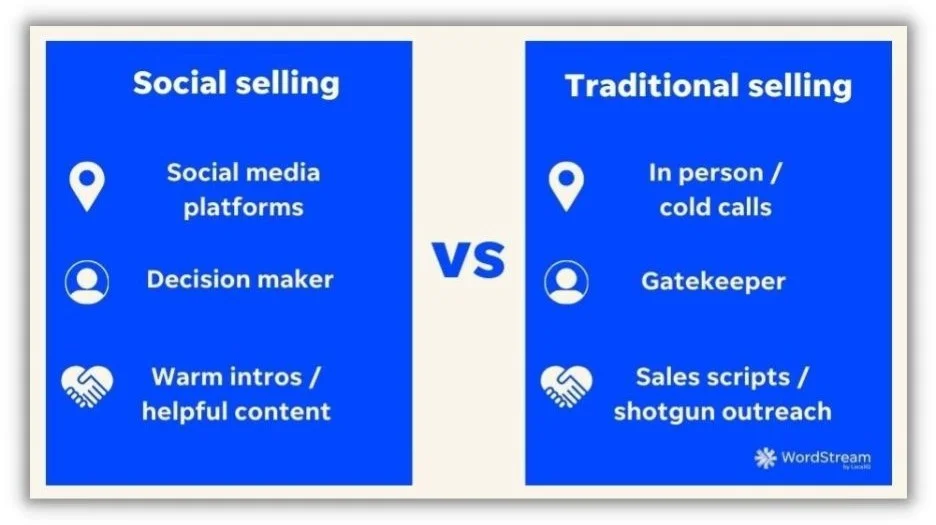 Social selling
Social media
platforms
Decision maker
Warm intros /
helpful content
vs
Traditional selling
In person /
cold calls
Gatekeeper
Sales scripts /
shotgun outreach
WordStream
by LocaliQ